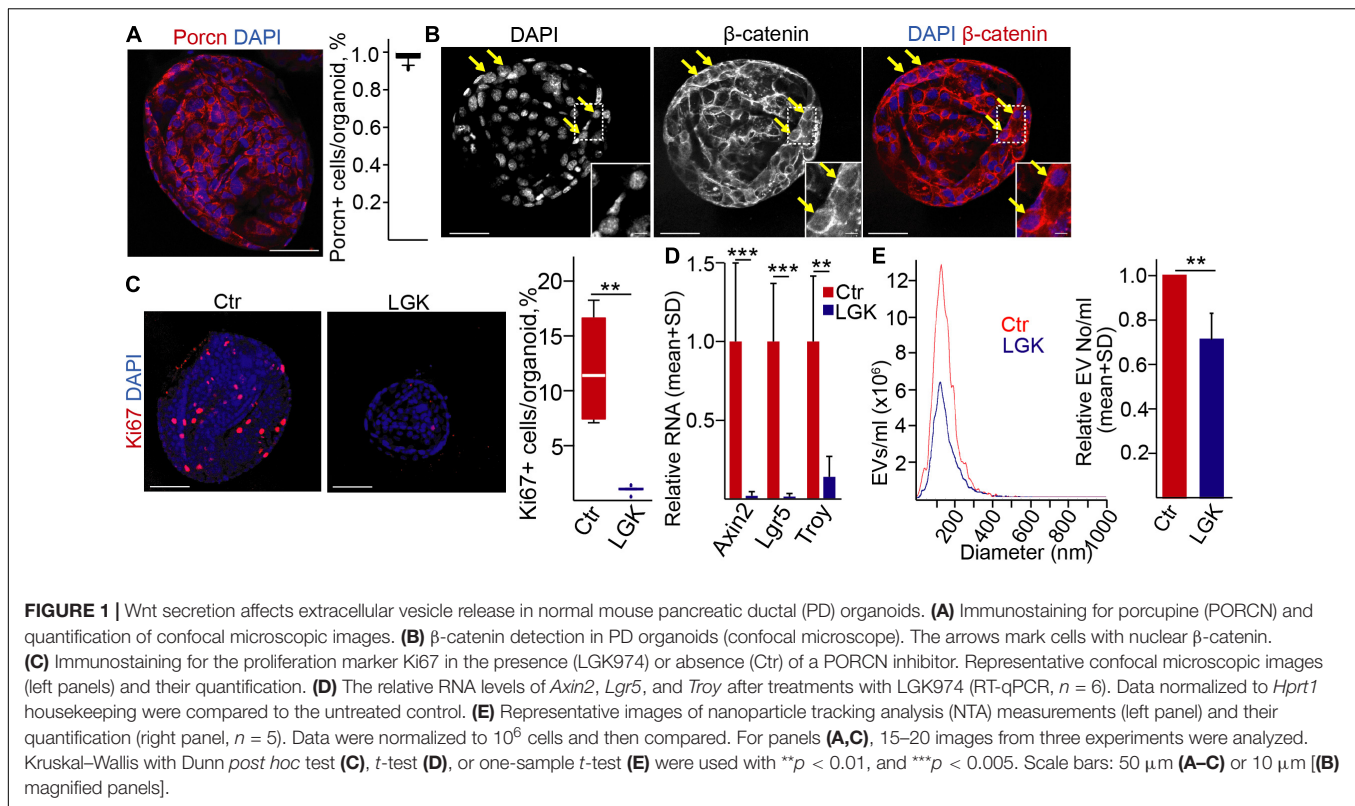 A
Porcn DAPI
Porcn+ cells/organoid, %
1.0
0.8
0.6
0.4
0.2
B
DAPI
β-catenin
DAPI β-catenin
C
Ctr
LGK
Ki67 DAPI
Ki67+ cells/organoid, %
20
15
10
5
**
Ctr
LGK
D
Relative RNA (mean+SD)
1.5
1.0
0.5
***
***
**
Ctr
LGK
Axin2
Lgr5
Troy
E
EVs/ml (x10⁶)
12
10
8
6
4
2
Ctr
LGK
200
400
600
800
1000
Diameter (nm)
Relative EV No/ml
(mean+SD)
1.0
0.8
0.6
0.4
0.2
**
Ctr
LGK
FIGURE 1 | Wnt secretion affects extracellular vesicle release in normal mouse pancreatic ductal (PD) organoids. (A) Immunostaining for porcupine (PORCN) and
quantification of confocal microscopic images. (B) β-catenin detection in PD organoids (confocal microscope). The arrows mark cells with nuclear β-catenin.
(C) Immunostaining for the proliferation marker Ki67 in the presence (LGK974) or absence (Ctr) of a PORCN inhibitor. Representative confocal microscopic images
(left panels) and their quantification. (D) The relative RNA levels of Axin2, Lgr5, and Troy after treatments with LGK974 (RT-qPCR, n = 6). Data normalized to Hprt1
housekeeping were compared to the untreated control. (E) Representative images of nanoparticle tracking analysis (NTA) measurements (left panel) and their
quantification (right panel, n = 5). Data were normalized to 10⁶ cells and then compared. For panels (A,C), 15–20 images from three experiments were analyzed.
Kruskal–Wallis with Dunn post hoc test (C), t-test (D), or one-sample t-test (E) were used with **p < 0.01, and ***p < 0.005. Scale bars: 50 μm (A–C) or 10 μm [(B)
magnified panels].